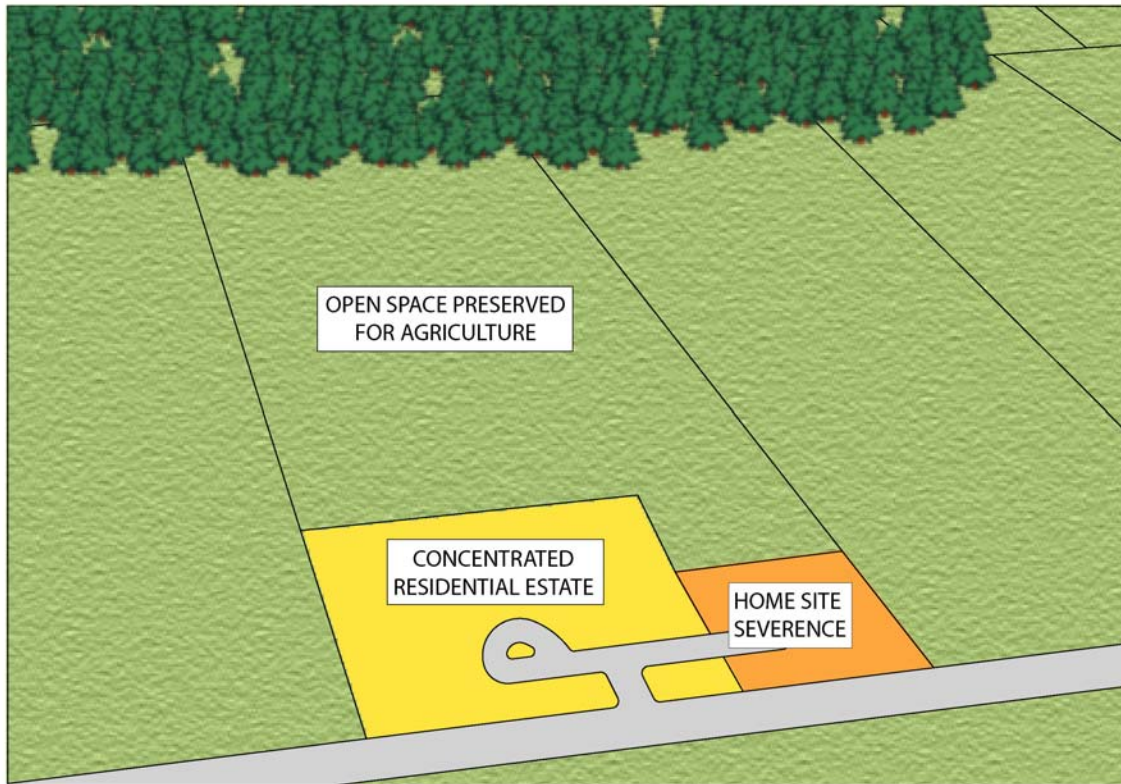 OPEN SPACE PRESERVED
FOR AGRICULTURE
CONCENTRATED
RESIDENTIAL ESTATE
HOME SITE
SEVERENCE